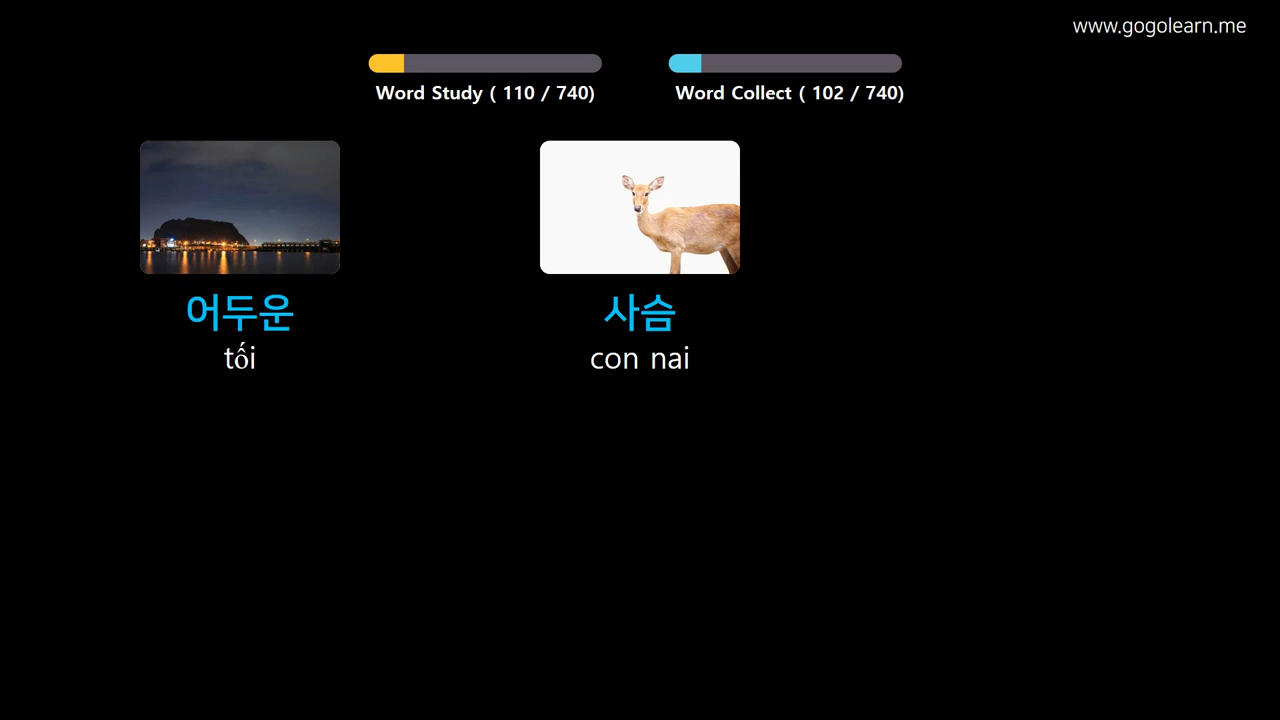 www.gogolearn.me
Word Study ( 110 / 740)
Word Collect ( 102 / 740)
어두운
tối
사슴
con nai